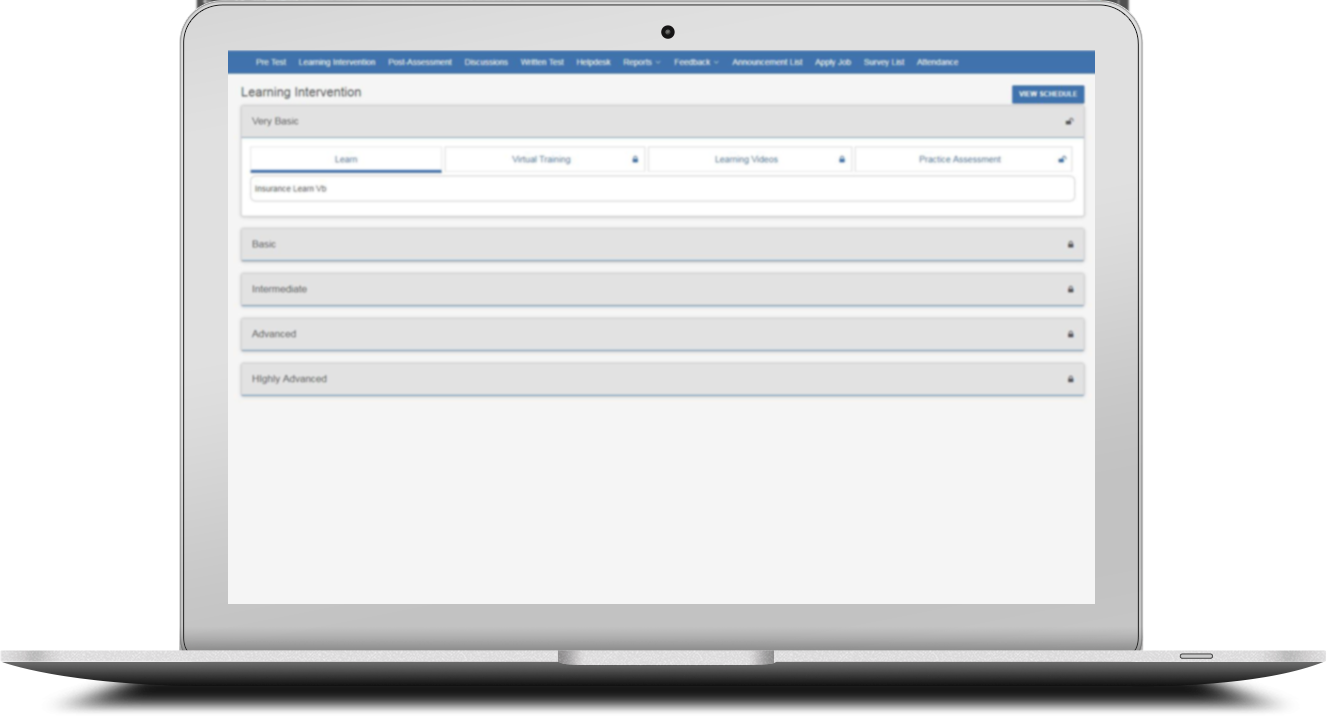 Pre Test Learning Intervention Post-Assessment Discussions Written Test Helpdesk Reports Feedback Announcement List Apply Job Survey List Attendance
Learning Intervention
VIEW SCHEDULE
Very Basic
Learn Virtual Training Learning Videos Practice Assessment
Insurance Learn Vb
Basic
Intermediate
Advanced
Highly Advanced